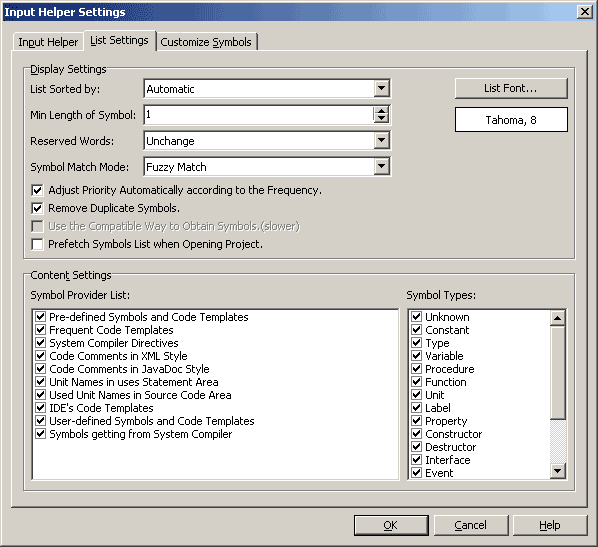 Input Helper Settings
Input Helper
List Settings
Customize Symbols
Display Settings
List Sorted by: Automatic
List Font...
Min Length of Symbol: 1
Tahoma, 8
Reserved Words: Unchange
Symbol Match Mode: Fuzzy Match
Adjust Priority Automatically according to the Frequency.
Remove Duplicate Symbols.
Use the Compatible Way to Obtain Symbols.(slower)
Prefetch Symbols List when Opening Project.
Content Settings
Symbol Provider List:
Pre-defined Symbols and Code Templates
Frequent Code Templates
System Compiler Directives
Code Comments in XML Style
Code Comments in JavaDoc Style
Unit Names in uses Statement Area
Used Unit Names in Source Code Area
IDE's Code Templates
User-defined Symbols and Code Templates
Symbols getting from System Compiler
Symbol Types:
Unknown
Constant
Type
Variable
Procedure
Function
Unit
Label
Property
Constructor
Destructor
Interface
Event
OK
Cancel
Help